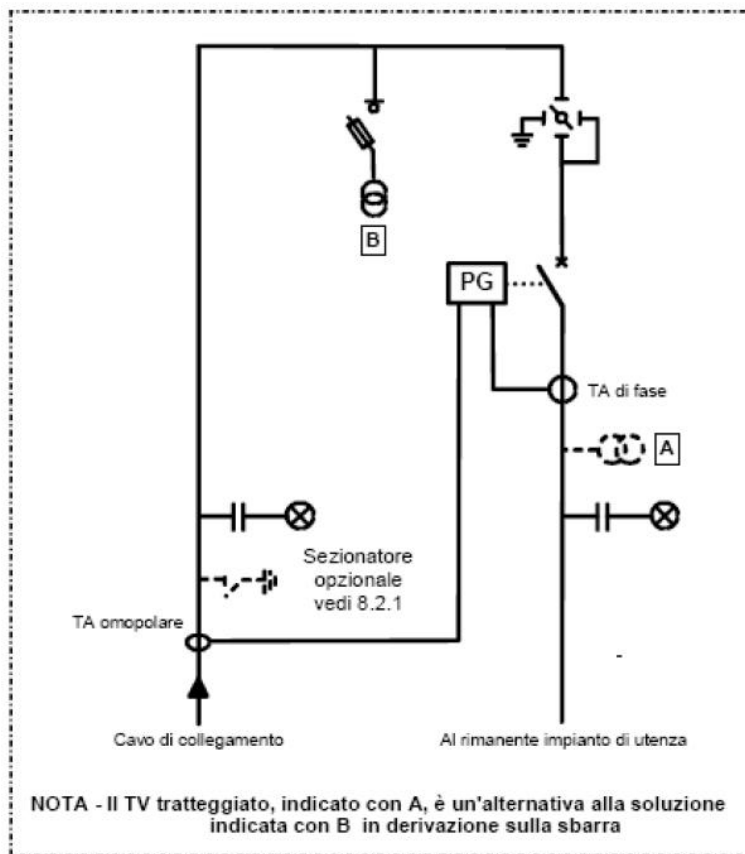 B
PG
TA di fase
A
Sezionatore
opzionale
vedi 8.2.1
TA omopolare
Cavo di collegamento
Al rimanente impianto di utenza
NOTA - Il TV tratteggiato, indicato con A, è un'alternativa alla soluzione
indicata con B in derivazione sulla sbarra